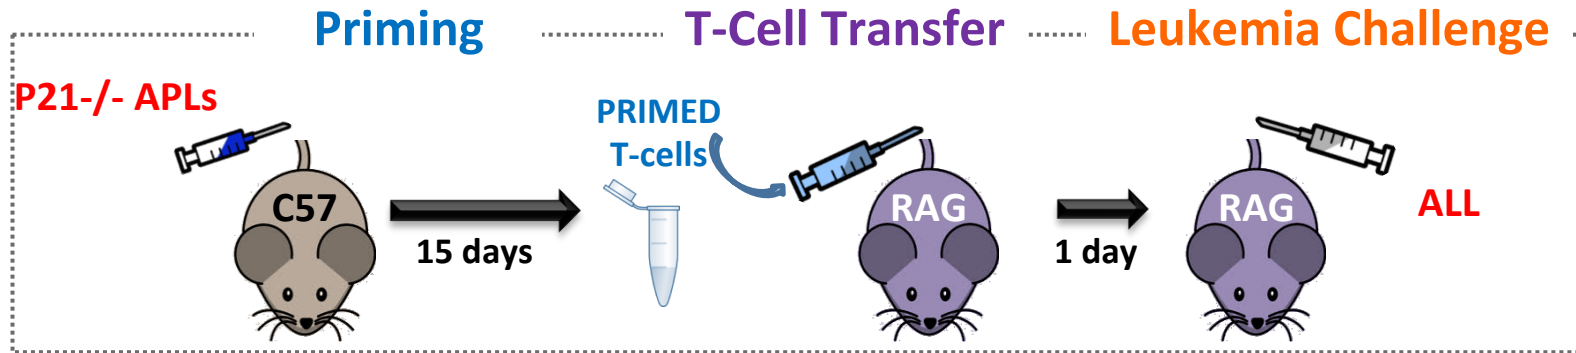 Priming
T-Cell Transfer
Leukemia Challenge
P21-/- APLs
C57
15 days
PRIMED
T-cells
RAG
1 day
RAG
ALL